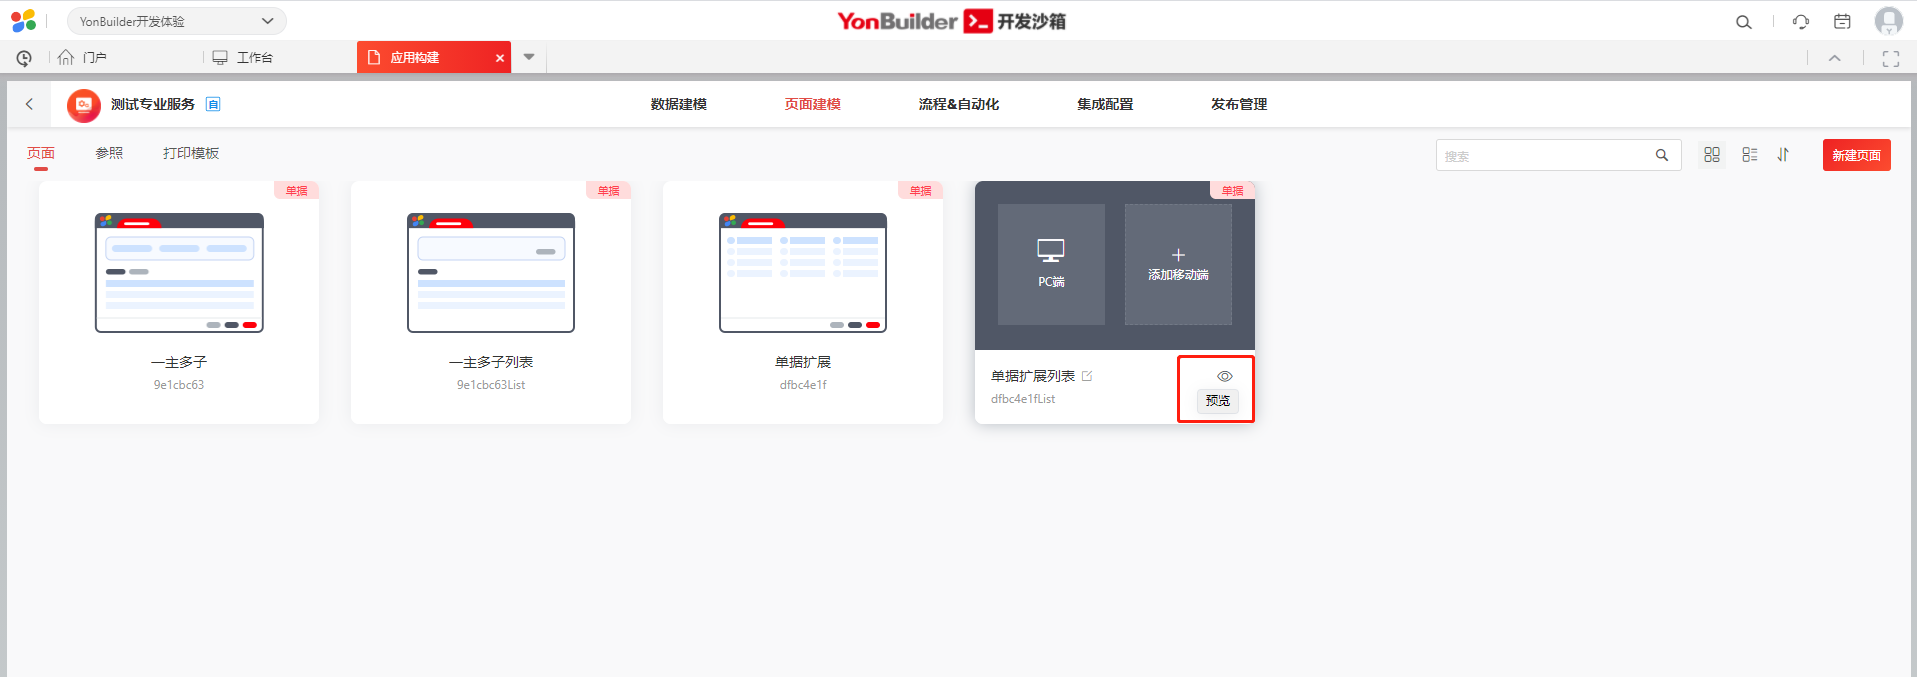 YonBuilder开发体验
YonBuilder 开发沙箱
门户
工作台
应用构建
测试专业服务 自
数据建模
页面建模
流程&自动化
集成配置
发布管理
页面
参照
打印模板
搜索
新建页面
单据
一主多子
9e1cbc63
单据
一主多子列表
9e1cbc63List
单据
单据扩展
dfbc4e1f
单据
PC端
添加移动端
单据扩展列表
dfbc4e1fList
预览